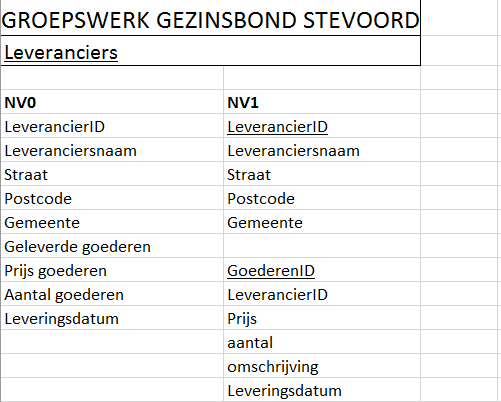 GROEPSWERK GEZINSBOND STEVOORD
Leveranciers
NV0 NV1
LeverancierID LeverancierID
Leveranciersnaam Leveranciersnaam
Straat Straat
Postcode Postcode
Gemeente Gemeente
Geleverde goederen
Prijs goederen GoederenID
Aantal goederen LeverancierID
Leveringsdatum Prijs
aantal
omschrijving
Leveringsdatum